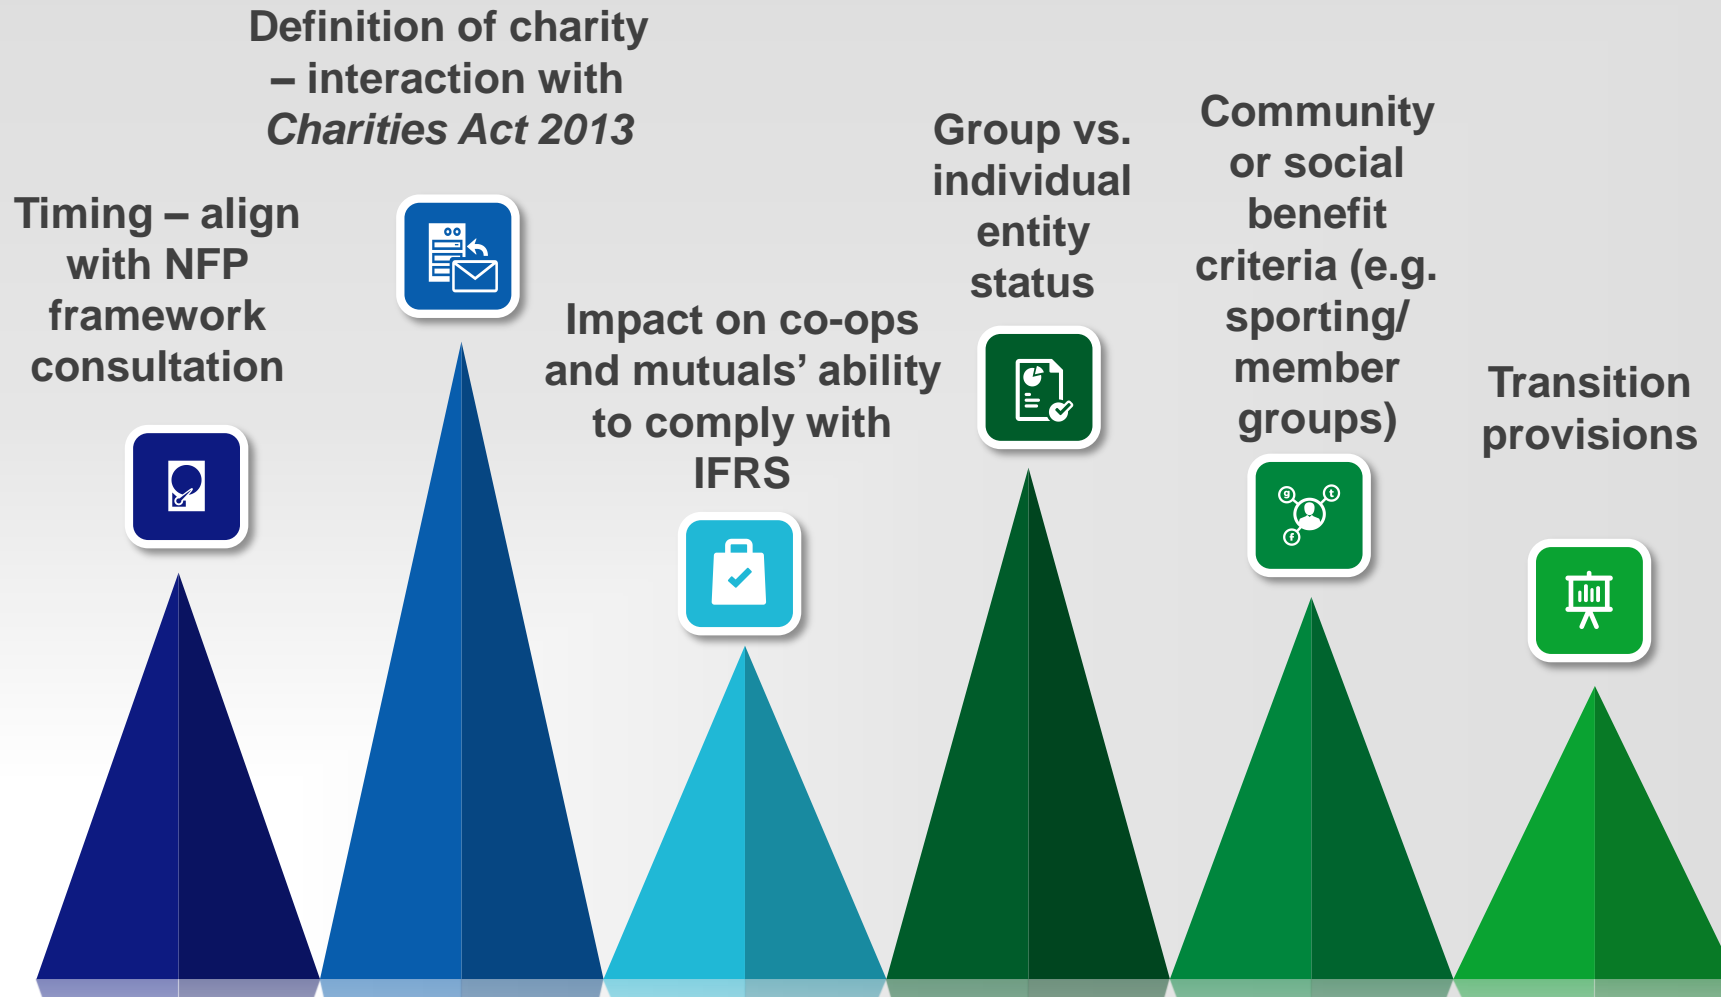 Timing – align
with NFP
framework
consultation
Definition of charity
– interaction with
Charities Act 2013
Impact on co-ops
and mutuals’ ability
to comply with
IFRS
Group vs.
individual
entity
status
Community
or social
benefit
criteria (e.g.
sporting/
member
groups)
g
t
f
Transition
provisions